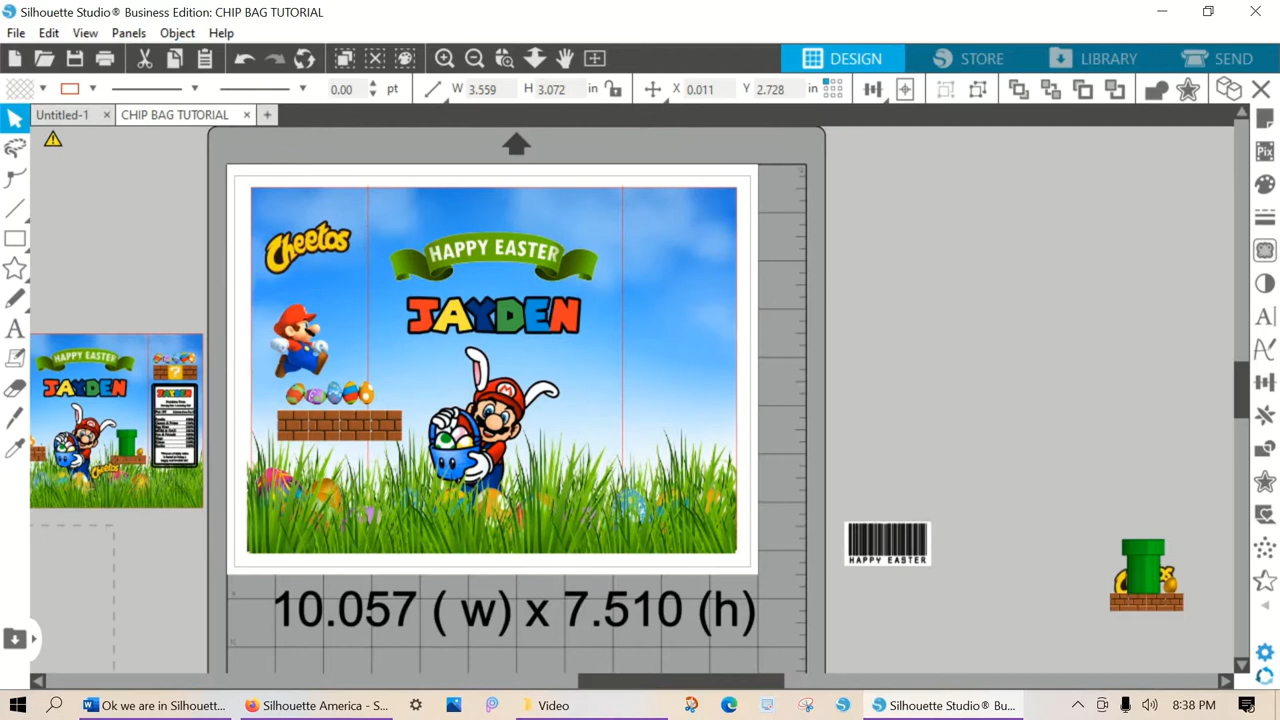 Silhouette Studio® Business Edition: CHIP BAG TUTORIAL
File Edit View Panels Object Help
DESIGN STORE LIBRARY SEND
0.00 pt W 3.559 H 3.072 in X 0.011 Y 2.728 in
Untitled-1 CHIP BAG TUTORIAL
Cheetos
HAPPY EASTER
JAYDEN
HAPPY EASTER
JAYDEN
HAPPY EASTER
10.057 ( w) x 7.510 (h)
Ok we are in Silhouett... Silhouette America - S... Video Silhouette Studio® Bu... 8:38 PM